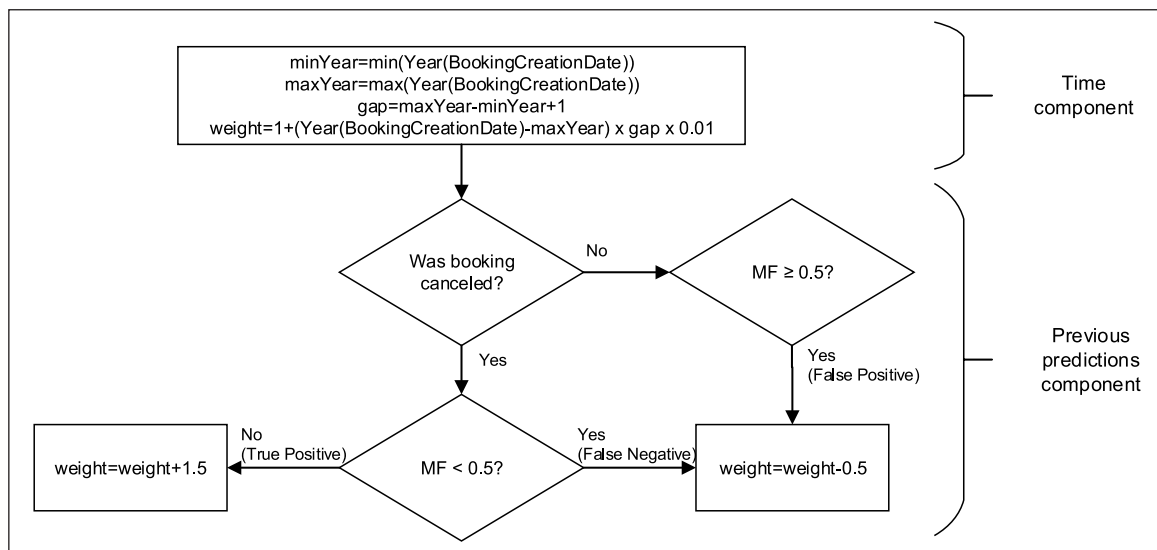 minYear=min(Year(BookingCreationDate))
maxYear=max(Year(BookingCreationDate))
gap=maxYear-minYear+1
weight=1+(Year(BookingCreationDate)-maxYear) x gap x 0.01
Time
component
Was booking
canceled?
No
MF ≥ 0.5?
Yes
Yes
(False Positive)
Previous
predictions
component
No
(True Positive)
weight=weight+1.5
MF < 0.5?
Yes
(False Negative)
weight=weight-0.5